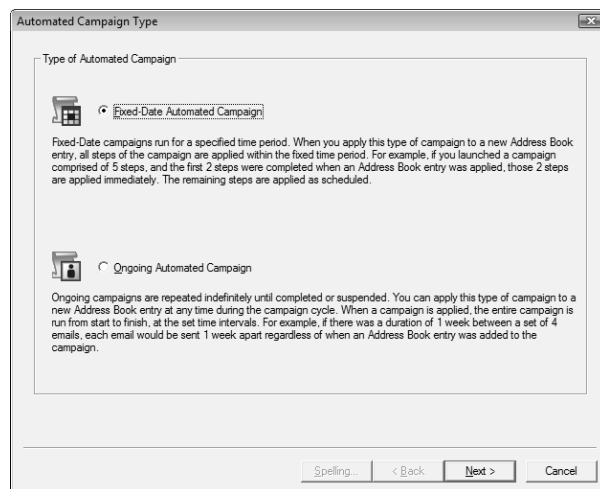 Automated Campaign Type
Type of Automated Campaign
Fixed-Date Automated Campaign
Fixed-Date campaigns run for a specified time period. When you apply this type of campaign to a new Address Book
entry, all steps of the campaign are applied within the fixed time period. For example, if you launched a campaign
comprised of 5 steps, and the first 2 steps were completed when an Address Book entry was applied, those 2 steps
are applied immediately. The remaining steps are applied as scheduled.
Ongoing Automated Campaign
Ongoing campaigns are repeated indefinitely until completed or suspended. You can apply this type of campaign to a
new Address Book entry at any time during the campaign cycle. When a campaign is applied, the entire campaign is
run from start to finish, at the set time intervals. For example, if there was a duration of 1 week between a set of 4
emails, each email would be sent 1 week apart regardless of when an Address Book entry was added to the
campaign.
Spelling... < Back Next > Cancel